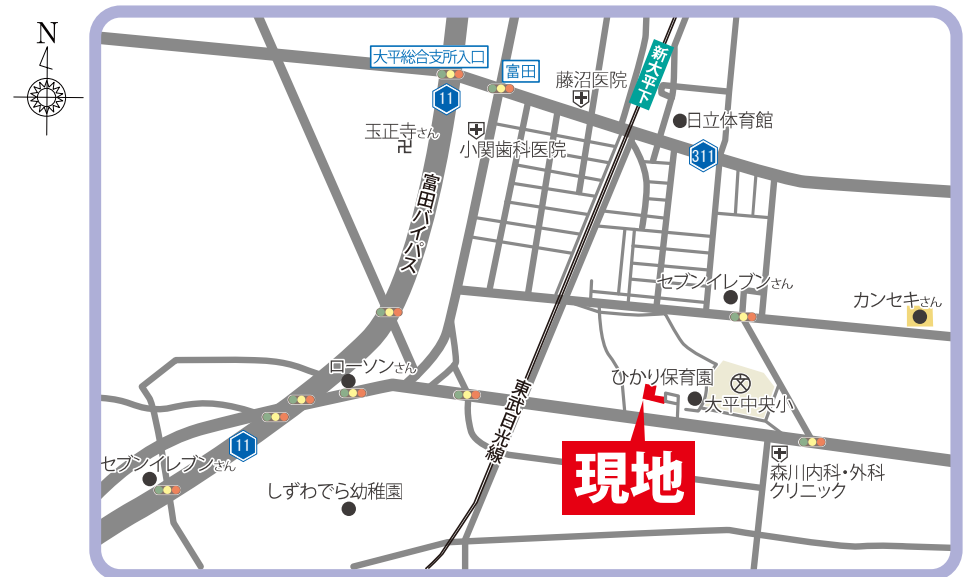 N
大平総合支所入口
富田
11
藤沼医院
新大平下
日立体育館
玉正寺さん
小関歯科医院
311
富田バイパス
セブンイレブンさん
カンセキさん
ローソンさん
ひかり保育園
大平中央小
東武日光線
11
現地
セブンイレブンさん
しずわでら幼稚園
森川内科・外科
クリニック